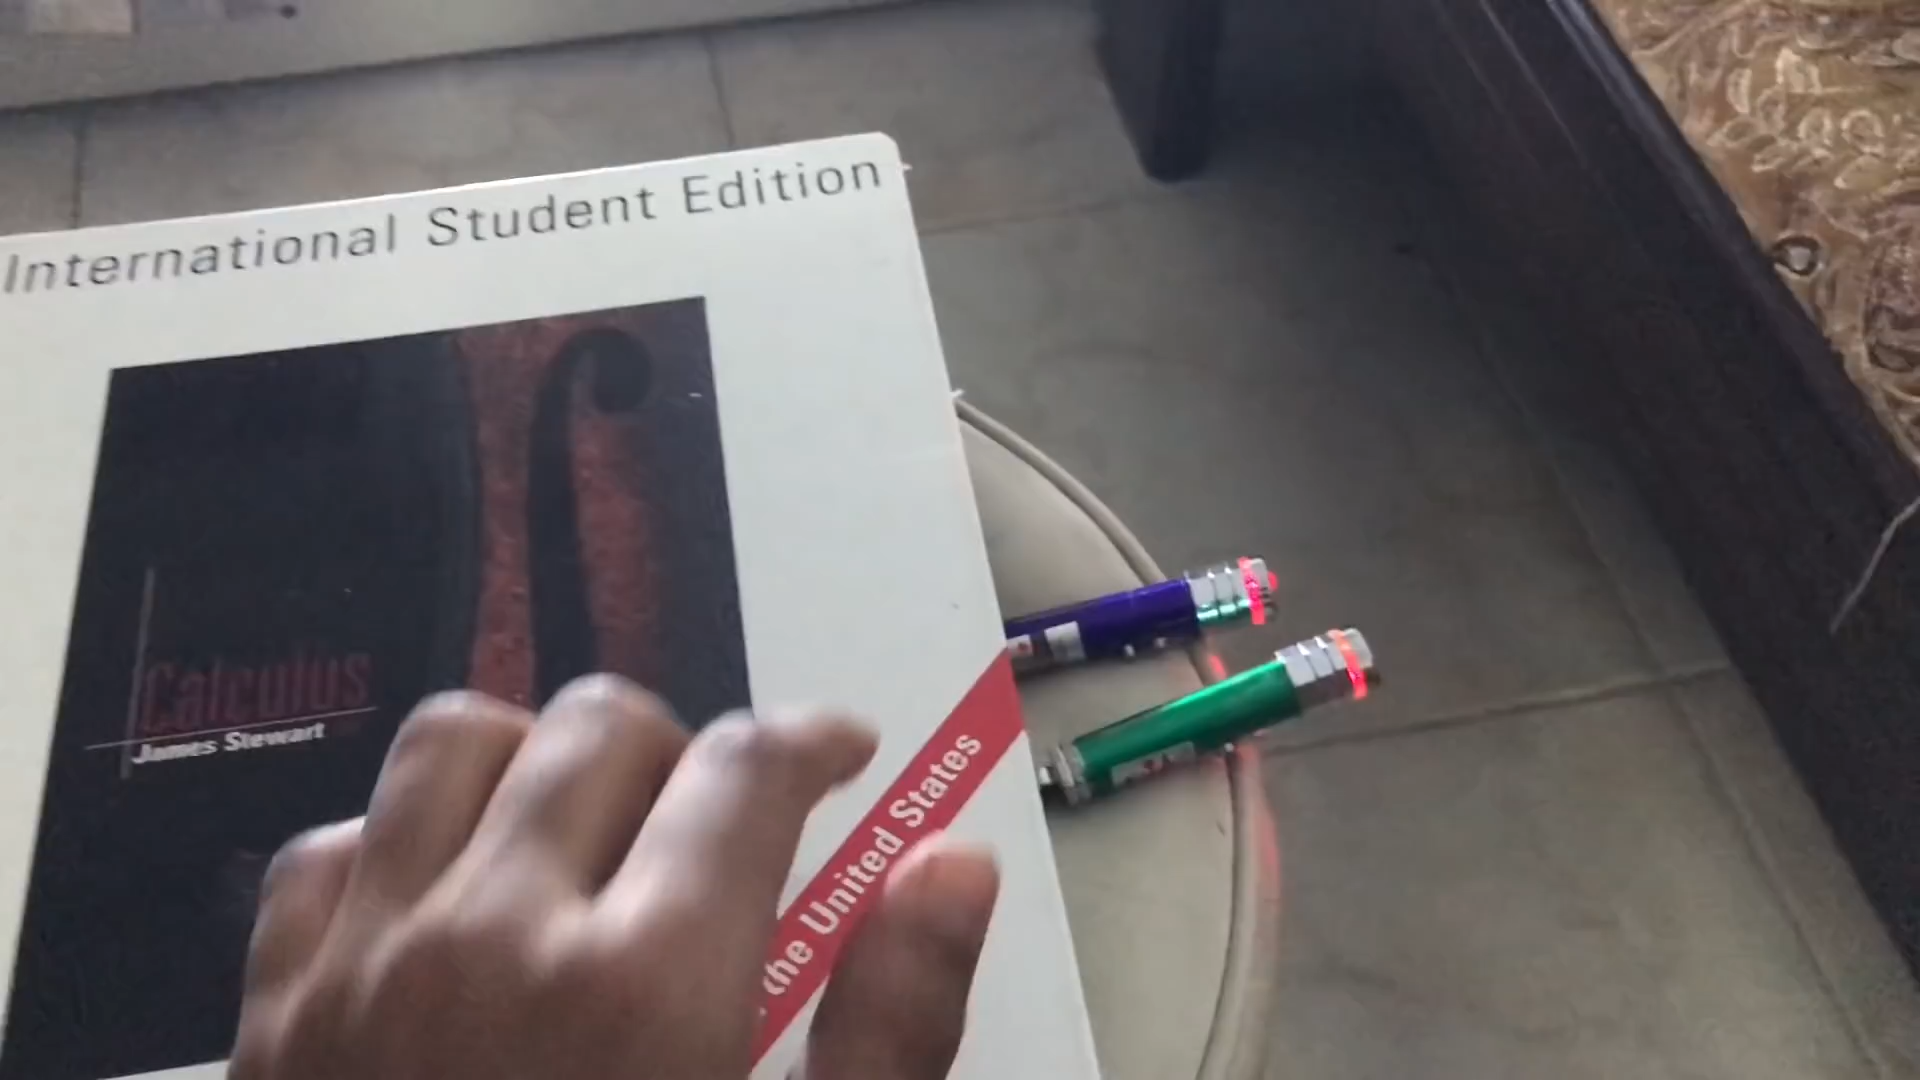 International Student Edition
Calculus
James Stewart
the United States